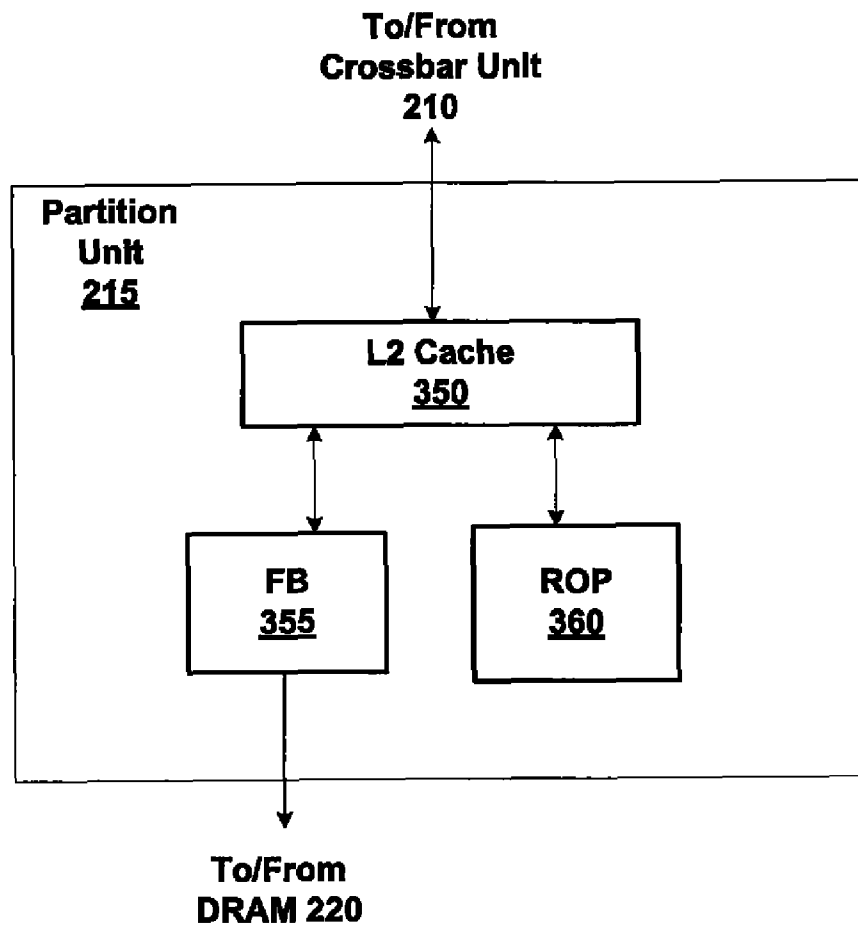 To/From
Crossbar Unit
210
Partition
Unit
215
L2 Cache
350
FB
355
ROP
360
To/From
DRAM 220